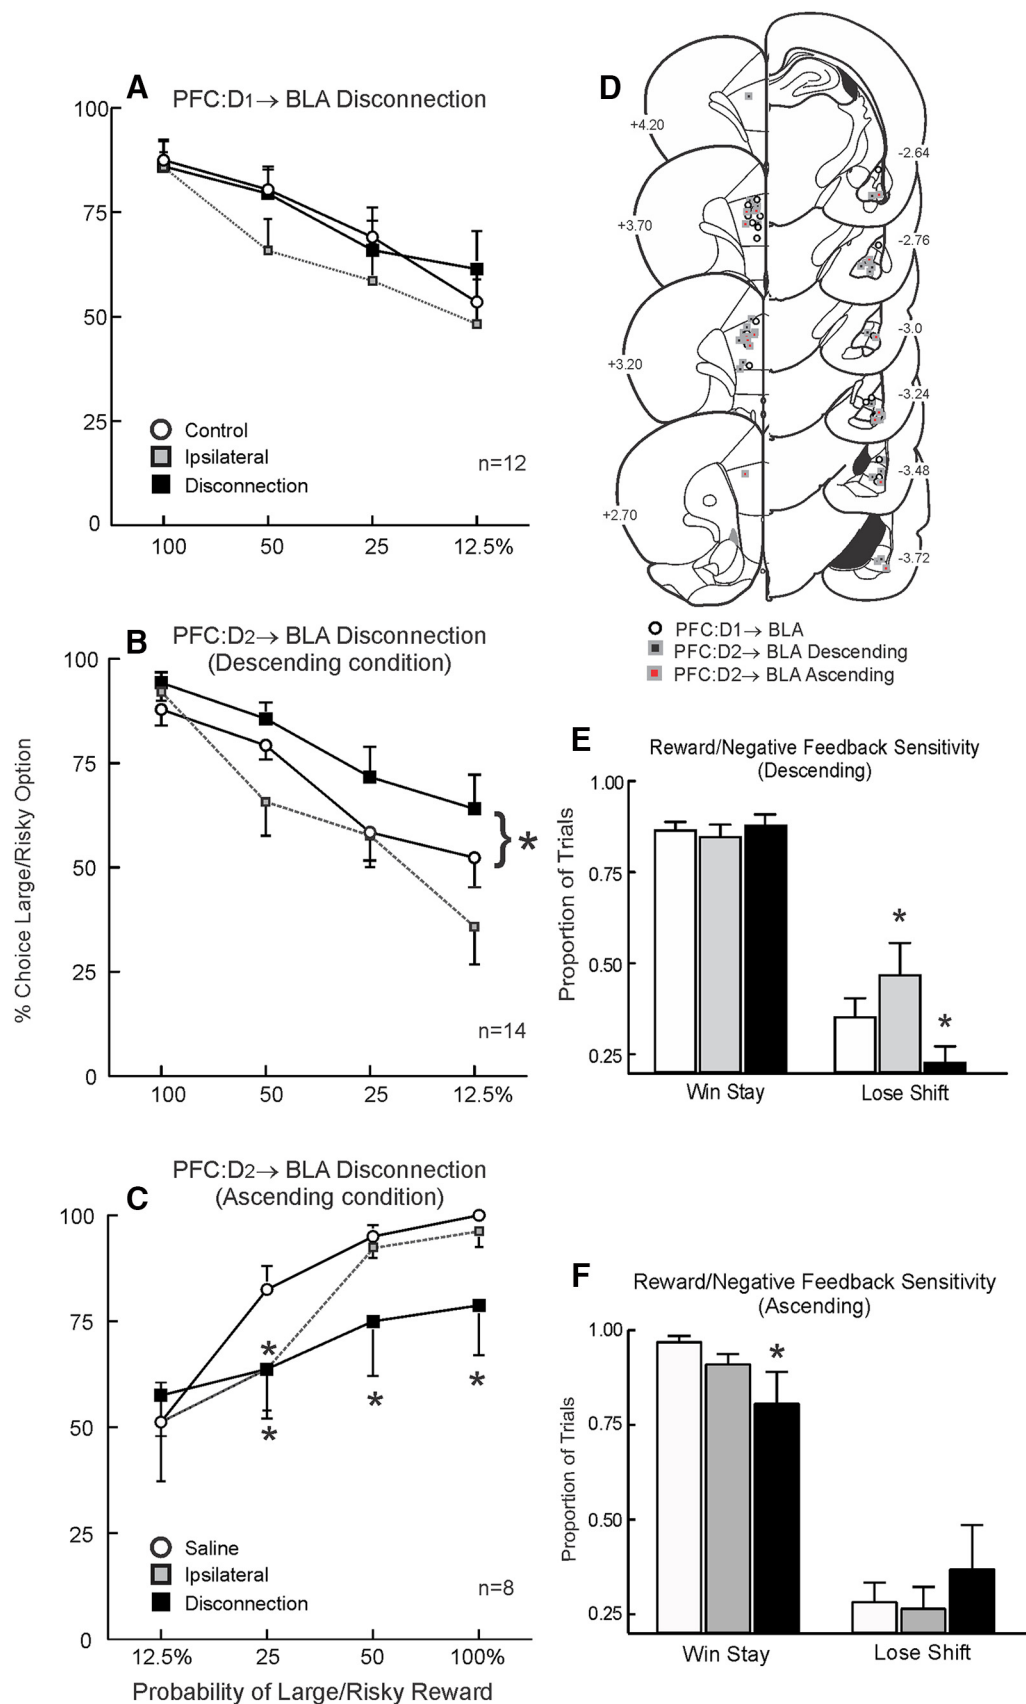 A
PFC:D1→ BLA Disconnection
100
75
50
25
0
Control
Ipsilateral
Disconnection
n=12
100 50 25 12.5%
B
PFC:D2→ BLA Disconnection
(Descending condition)
100
75
50
25
0
% Choice Large/Risky Option
} *
n=14
100 50 25 12.5%
C
PFC:D2→ BLA Disconnection
(Ascending condition)
100
75
50
25
0
*
*
*
*
Saline
Ipsilateral
Disconnection
n=8
12.5% 25 50 100%
Probability of Large/Risky Reward
D
+4.20
+3.70
+3.20
+2.70
-2.64
-2.76
-3.0
-3.24
-3.48
-3.72
PFC:D1→ BLA
PFC:D2→ BLA Descending
PFC:D2→ BLA Ascending
E
Reward/Negative Feedback Sensitivity
(Descending)
Proportion of Trials
1.00
0.75
0.50
0.25
*
*
Win Stay Lose Shift
F
Reward/Negative Feedback Sensitivity
(Ascending)
Proportion of Trials
1.00
0.75
0.50
0.25
*
Win Stay Lose Shift